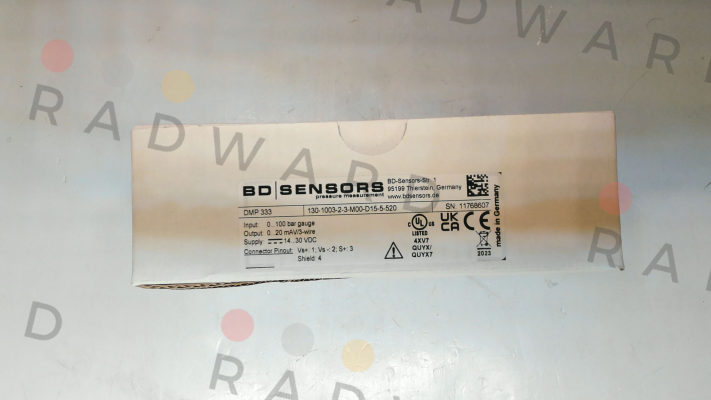 RADWARD
BD|SENSORS
pressure measurement
BD-Sensors-Str. 1
95199 Thierstein, Germany
www.bdsensors.de
DMP 333
130-1003-2-3-M00-D15-5-520
SN: 11768607
Input: 0...100 bar gauge
Output: 0...20 mA/3-wire
Supply: 14...30 VDC
Connector Pinout: Vs+: 1; Vs-: 2; S+: 3
Shield: 4
UL
LISTED
4XV7
QUYX/
QUYX7
UK
CA
CE
2023
made in Germany
RADWARD
RADWAR
D